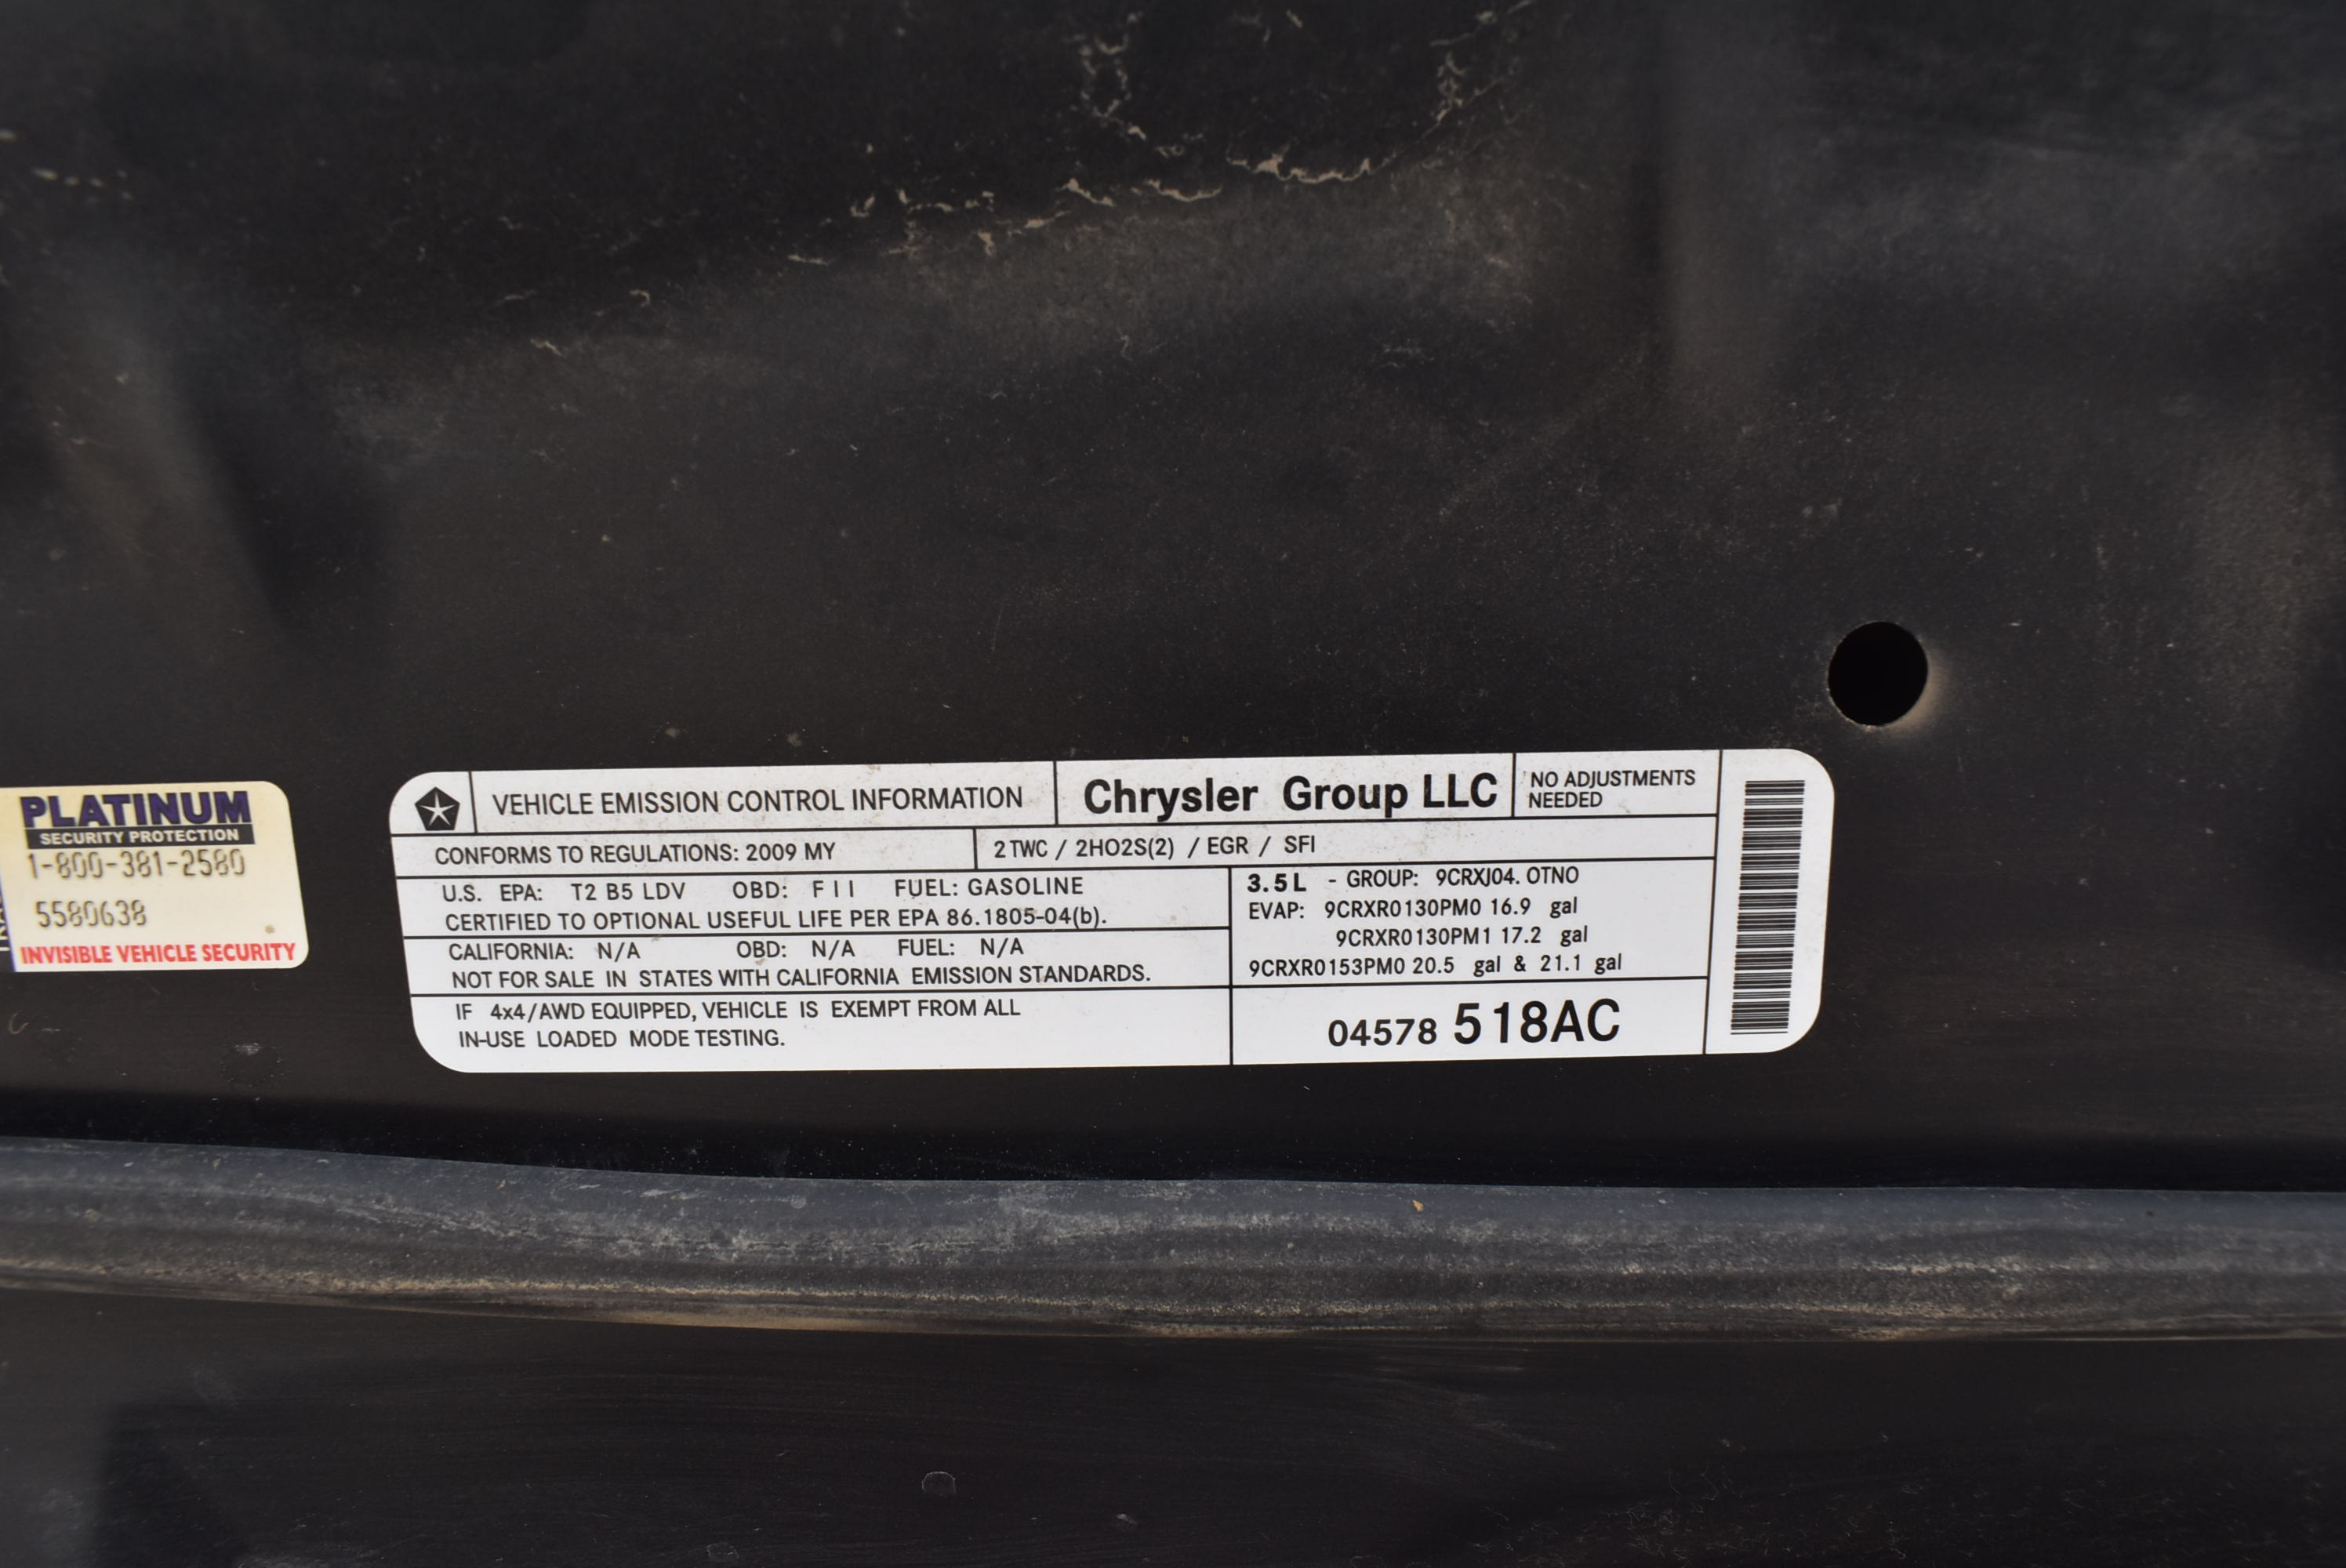 PLATINUM
SECURITY PROTECTION
1-800-381-2580
5580638
INVISIBLE VEHICLE SECURITY
VEHICLE EMISSION CONTROL INFORMATION
Chrysler Group LLC
NO ADJUSTMENTS
NEEDED
CONFORMS TO REGULATIONS: 2009 MY
2 TWC / 2HO2S(2) / EGR / SFI
U.S. EPA: T2 B5 LDV OBD: F I I FUEL: GASOLINE
CERTIFIED TO OPTIONAL USEFUL LIFE PER EPA 86.1805-04(b).
CALIFORNIA: N/A OBD: N/A FUEL: N/A
NOT FOR SALE IN STATES WITH CALIFORNIA EMISSION STANDARDS.
IF 4x4/AWD EQUIPPED, VEHICLE IS EXEMPT FROM ALL
IN-USE LOADED MODE TESTING.
3.5L - GROUP: 9CRXJ04. OTNO
EVAP: 9CRXR0130PM0 16.9 gal
9CRXR0130PM1 17.2 gal
9CRXR0153PM0 20.5 gal & 21.1 gal
04578 518AC